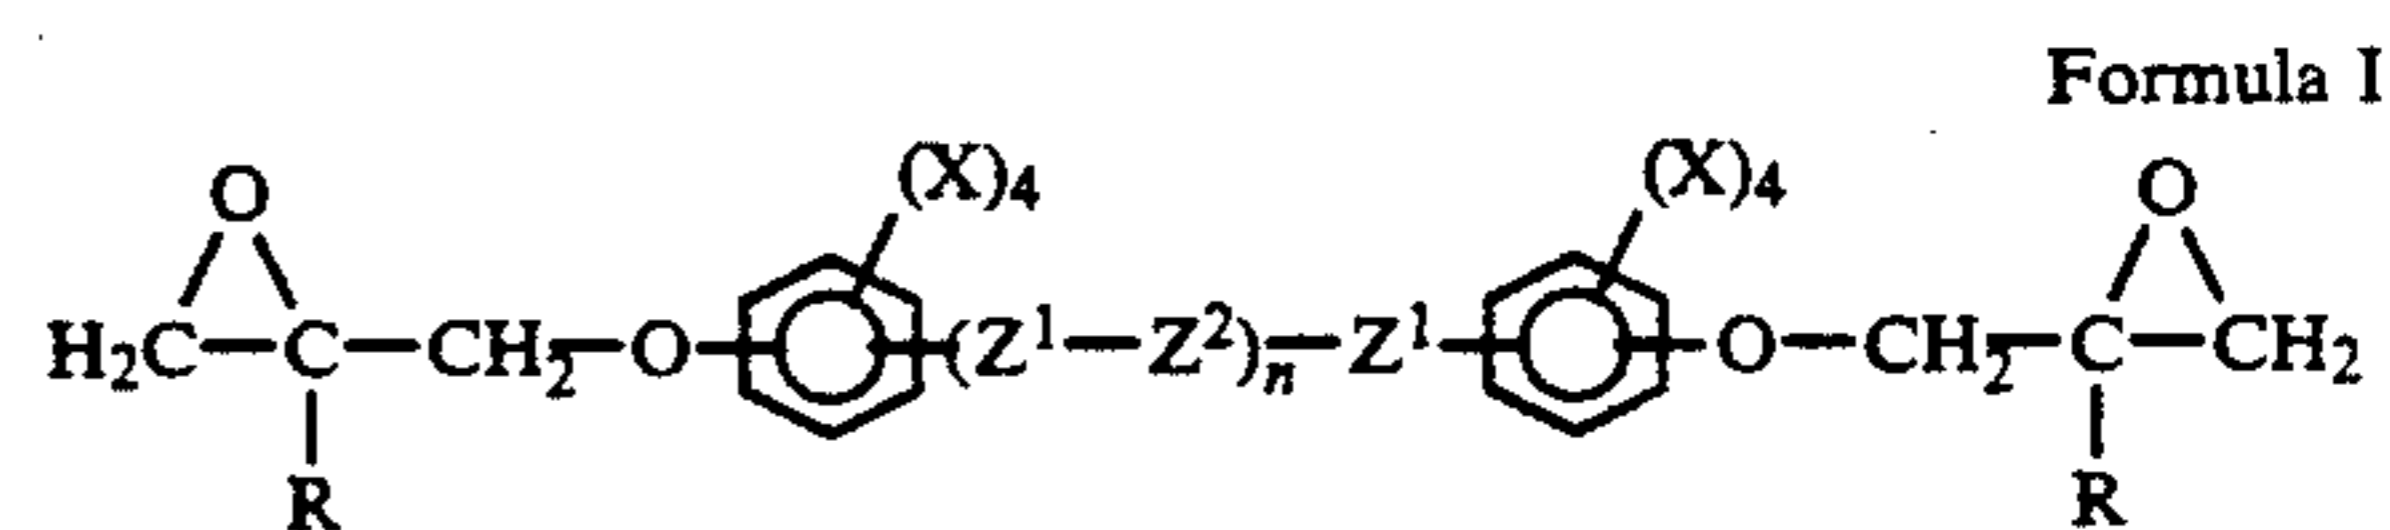 Formula I
O (X)4 (X)4 O
H2C—C—CH2—O— —(Z1—Z2)n—Z1— —O—CH2—C—CH2
R R